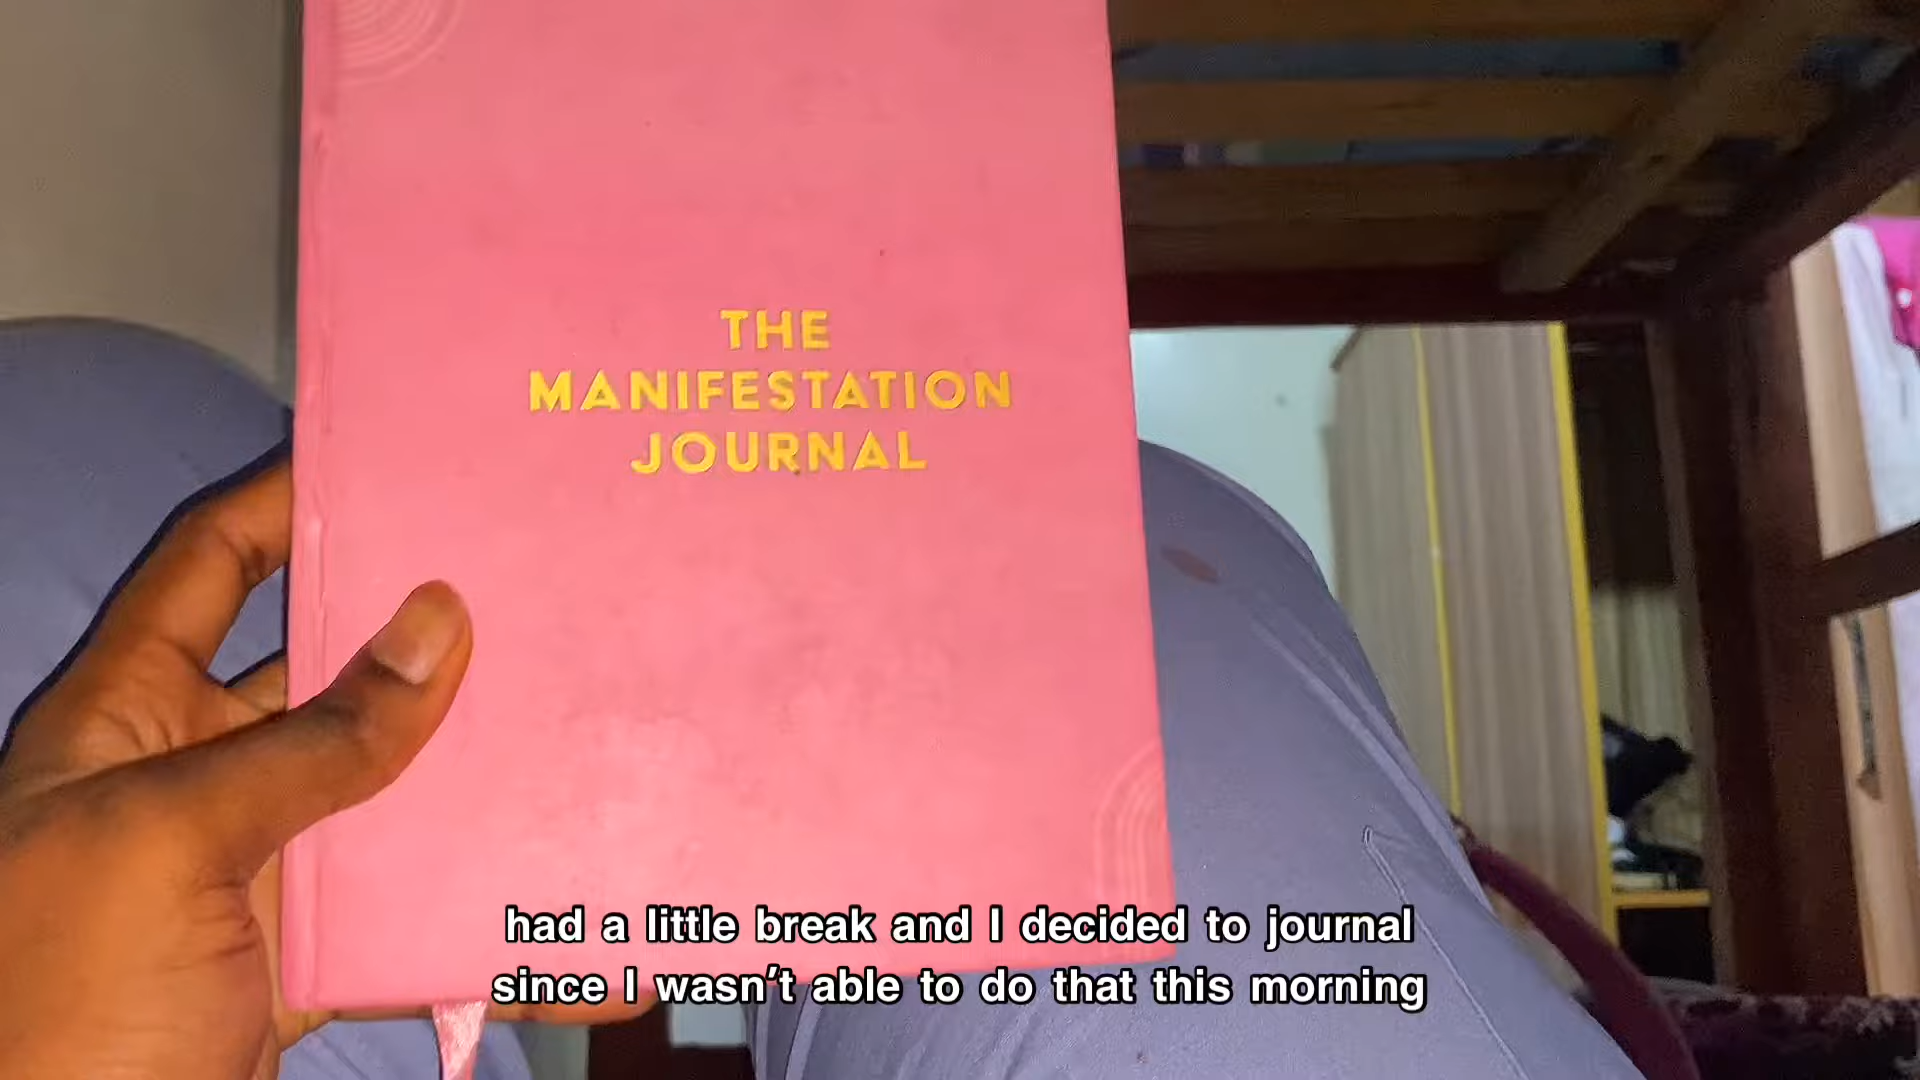 THE
MANIFESTATION
JOURNAL
had a little break and I decided to journal
since I wasn't able to do that this morning